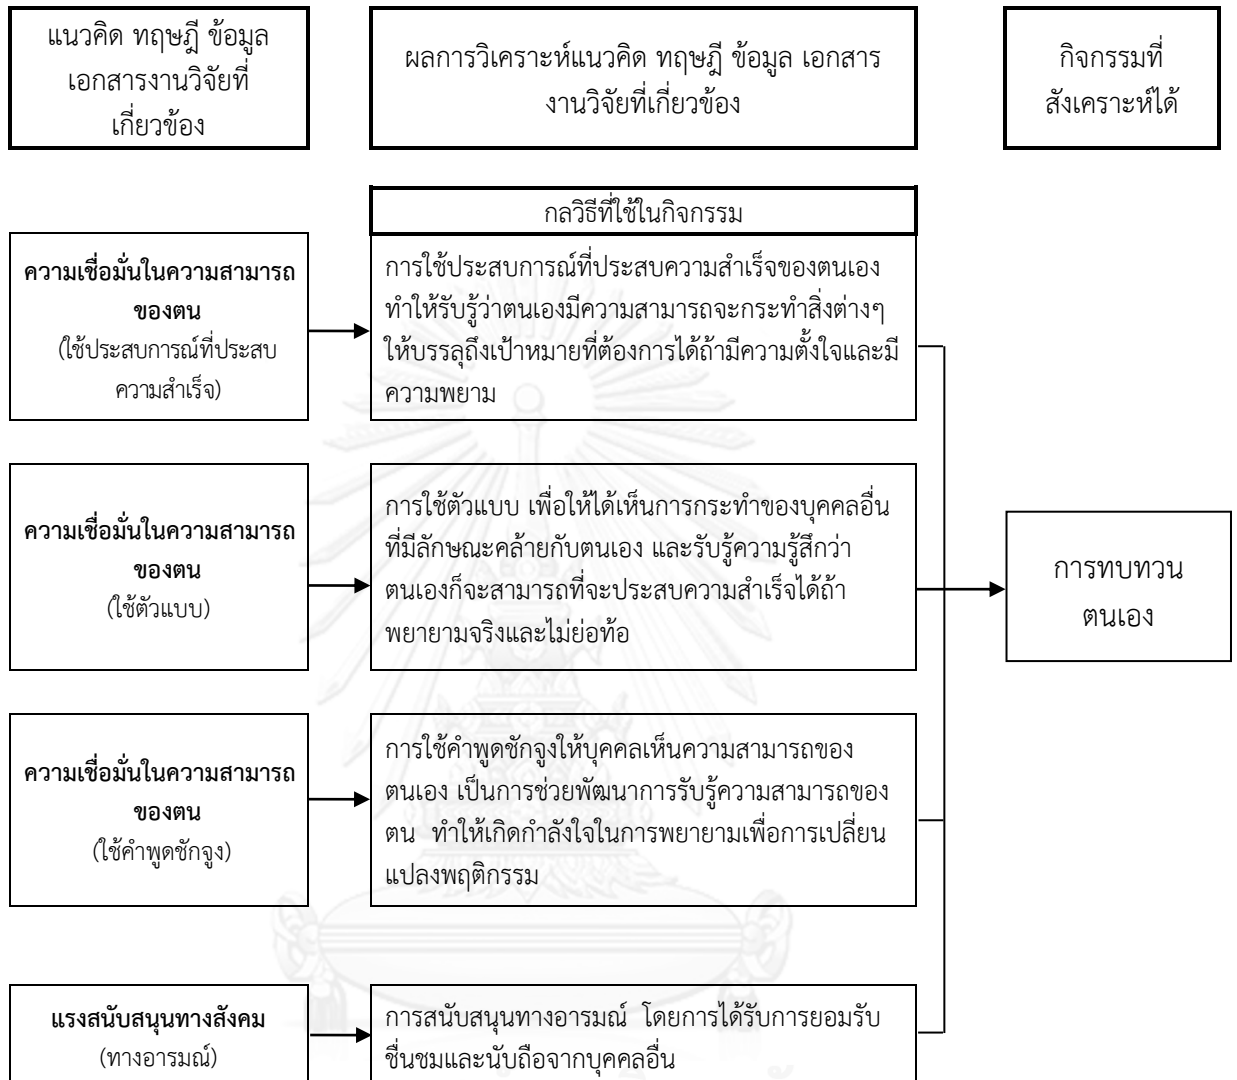 แนวคิด ทฤษฎี ข้อมูล
เอกสารงานวิจัยที่
เกี่ยวข้อง
ผลการวิเคราะห์แนวคิด ทฤษฎี ข้อมูล เอกสาร
งานวิจัยที่เกี่ยวข้อง
กิจกรรมที่
สังเคราะห์ได้
กลวิธีที่ใช้ในกิจกรรม
ความเชื่อมั่นในความสามารถ
ของตน
(ใช้ประสบการณ์ที่ประสบ
ความสำเร็จ)
การใช้ประสบการณ์ที่ประสบความสำเร็จของตนเอง
ทำให้รับรู้ว่าตนเองมีความสามารถจะกระทำสิ่งต่างๆ
ให้บรรลุถึงเป้าหมายที่ต้องการได้ถ้ามีความตั้งใจและมี
ความพยาม
ความเชื่อมั่นในความสามารถ
ของตน
(ใช้ตัวแบบ)
การใช้ตัวแบบ เพื่อให้ได้เห็นการกระทำของบุคคลอื่น
ที่มีลักษณะคล้ายกับตนเอง และรับรู้ความรู้สึกว่า
ตนเองก็จะสามารถที่จะประสบความสำเร็จได้ถ้า
พยายามจริงและไม่ย่อท้อ
การทบทวน
ตนเอง
ความเชื่อมั่นในความสามารถ
ของตน
(ใช้คำพูดชักจูง)
การใช้คำพูดชักจูงให้บุคคลเห็นความสามารถของ
ตนเอง เป็นการช่วยพัฒนาการรับรู้ความสามารถของ
ตน ทำให้เกิดกำลังใจในการพยายามเพื่อการเปลี่ยน
แปลงพฤติกรรม
แรงสนับสนุนทางสังคม
(ทางอารมณ์)
การสนับสนุนทางอารมณ์ โดยการได้รับการยอมรับ
ชื่นชมและนับถือจากบุคคลอื่น